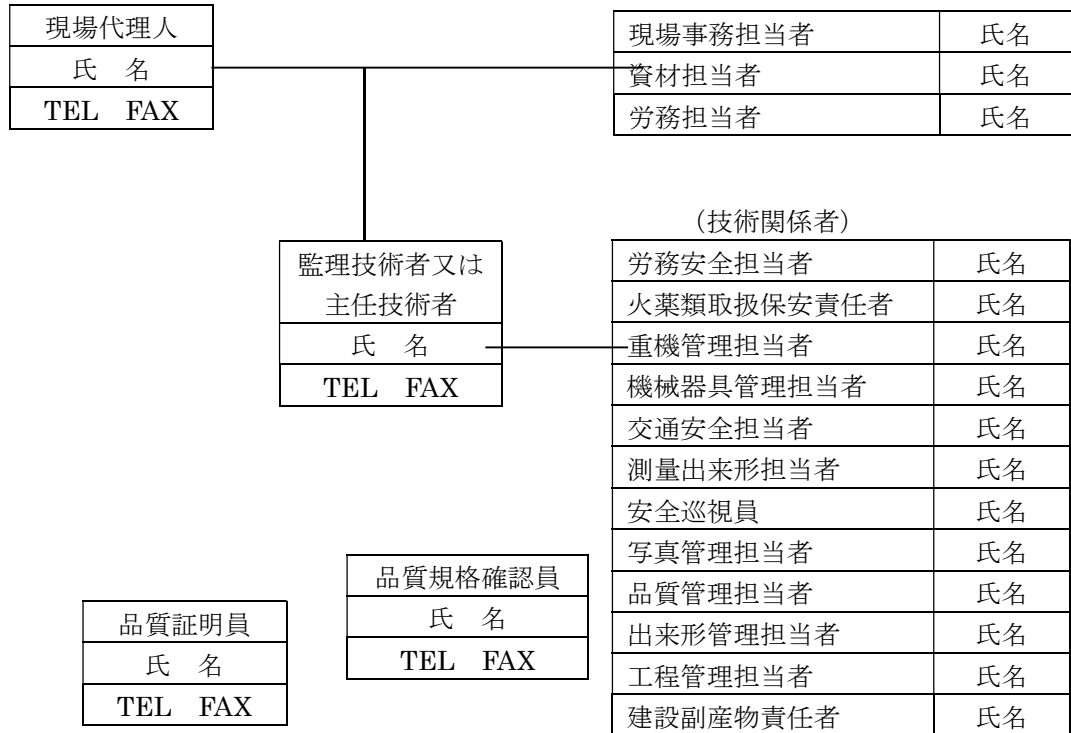 現場代理人
氏 名
TEL FAX
現場事務担当者 氏名
資材担当者 氏名
労務担当者 氏名
監理技術者又は
主任技術者
氏 名
TEL FAX
(技術関係者)
労務安全担当者 氏名
火薬類取扱保安責任者 氏名
重機管理担当者 氏名
機械器具管理担当者 氏名
交通安全担当者 氏名
測量出来形担当者 氏名
安全巡視員 氏名
写真管理担当者 氏名
品質管理担当者 氏名
出来形管理担当者 氏名
工程管理担当者 氏名
建設副産物責任者 氏名
品質規格確認員
氏 名
TEL FAX
品質証明員
氏 名
TEL FAX